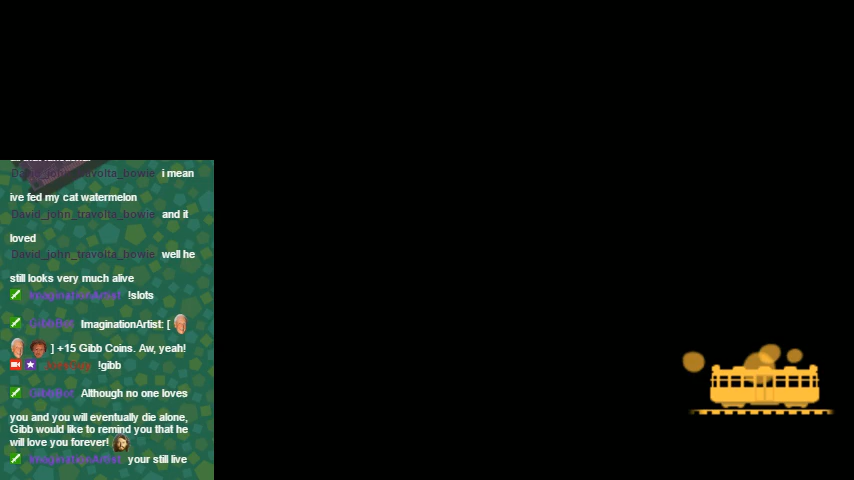 David_john_travolta_bowie i mean
ive fed my cat watermelon
David_john_travolta_bowie and it
loved
David_john_travolta_bowie well he
still looks very much alive
ImaginationArtist !slots
GibbBot ImaginationArtist: [
] +15 Gibb Coins. Aw, yeah!
!gibb
GibbBot Although no one loves
you and you will eventually die alone,
Gibb would like to remind you that he
will love you forever!
ImaginationArtist your still live